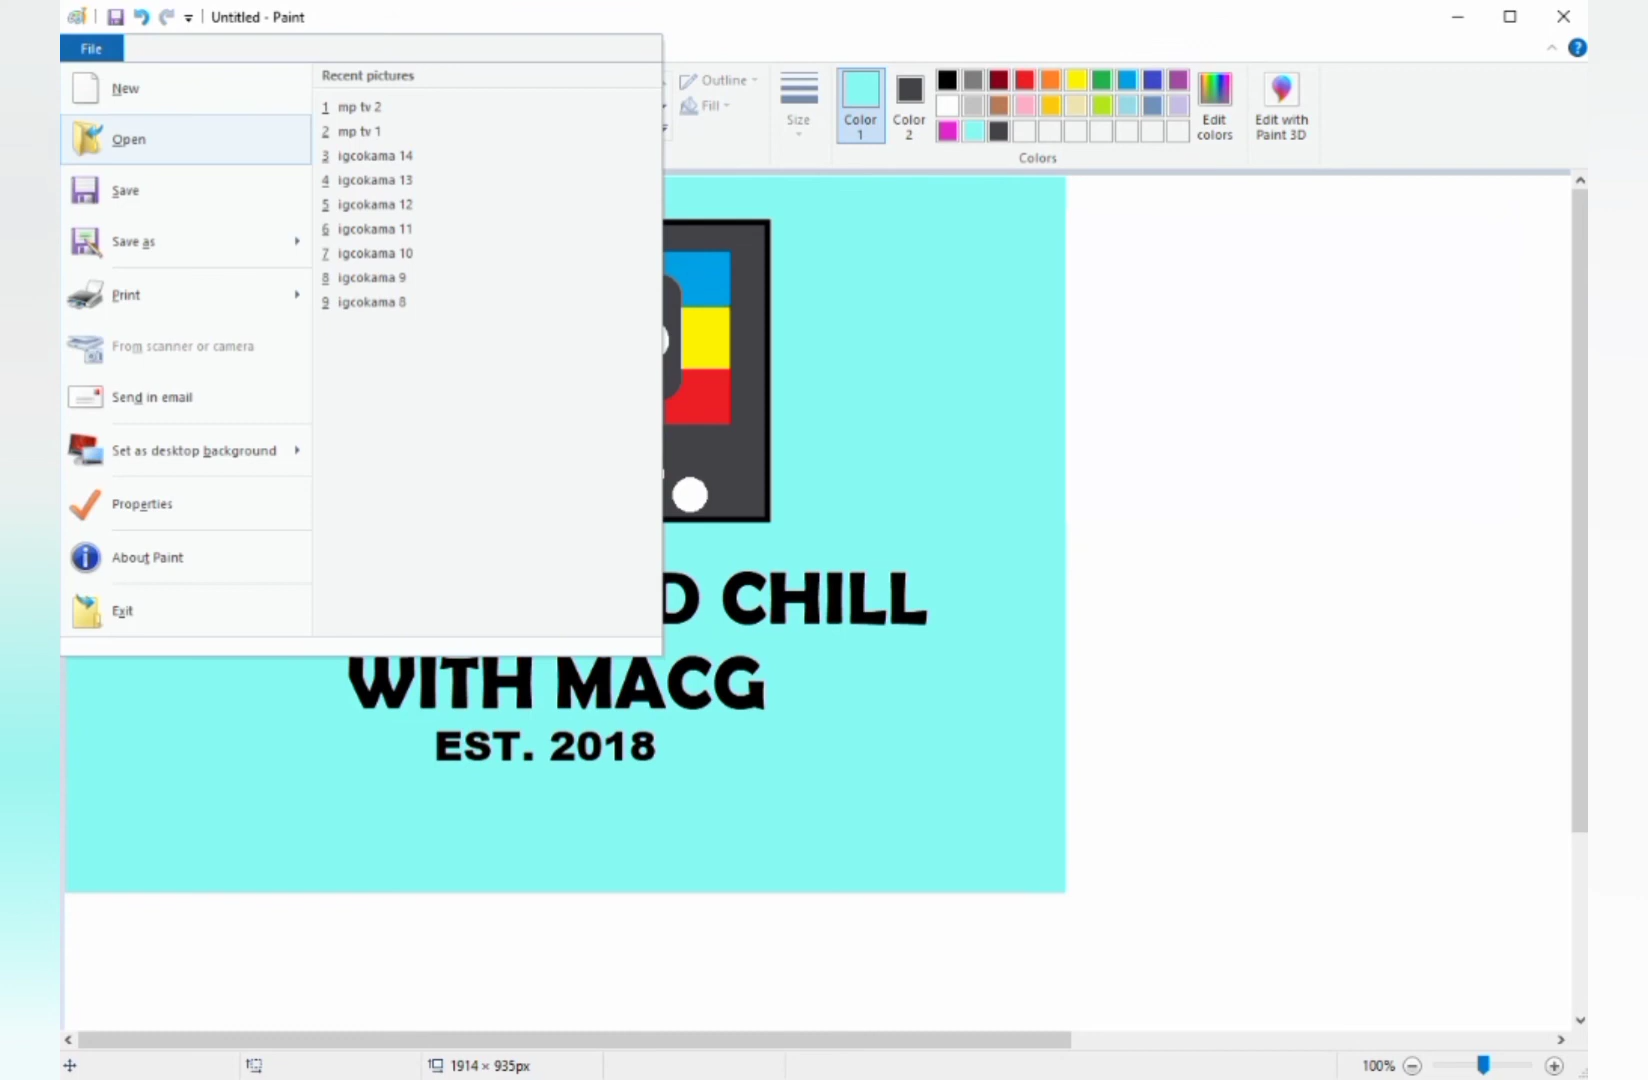 Untitled - Paint
File
Recent pictures
New
Open
Save
Save as
Print
From scanner or camera
Send in email
Set as desktop background
Properties
About Paint
Exit
1 mp tv 2
2 mp tv 1
3 igcokama 14
4 igcokama 13
5 igcokama 12
6 igcokama 11
7 igcokama 10
8 igcokama 9
9 igcokama 8
Outline
Fill
Size
Color 1
Color 2
Edit colors
Edit with Paint 3D
Colors
D CHILL
WITH MACG
EST. 2018
1914 × 935px
100%